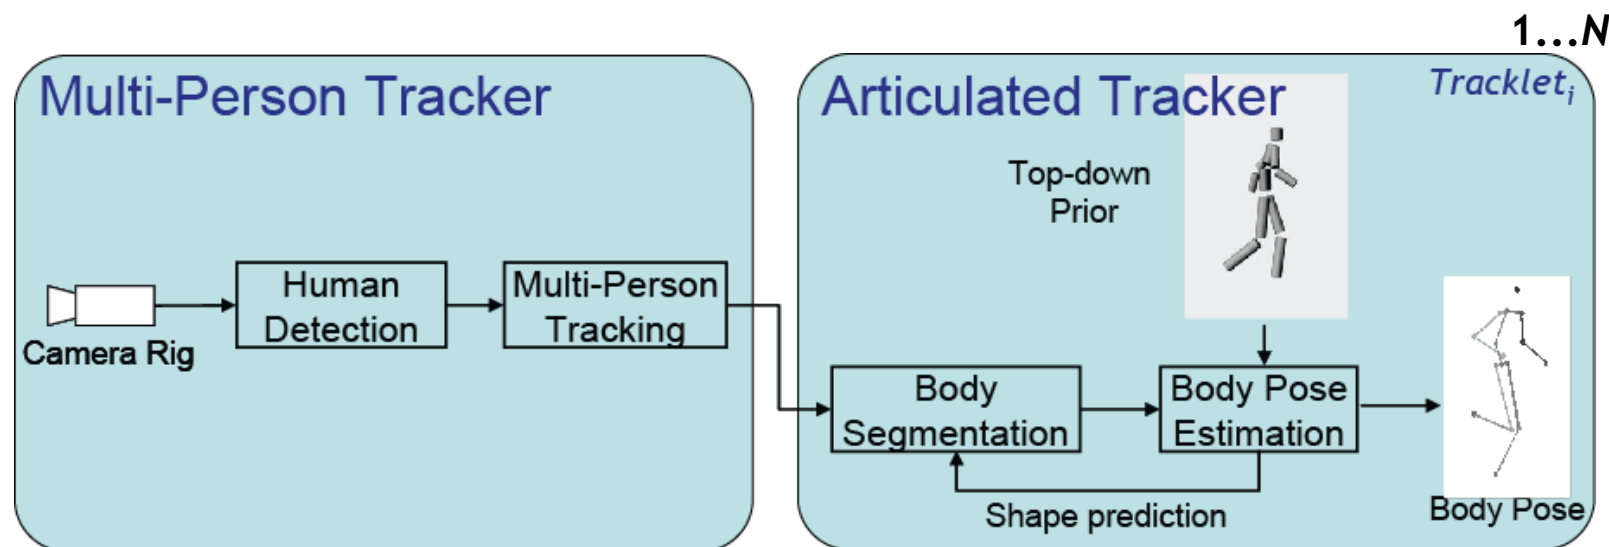 1...N
Multi-Person Tracker
Articulated Tracker
Tracklet_i
Top-down
Prior
Human
Detection
Multi-Person
Tracking
Camera Rig
Body
Segmentation
Body Pose
Estimation
Shape prediction
Body Pose